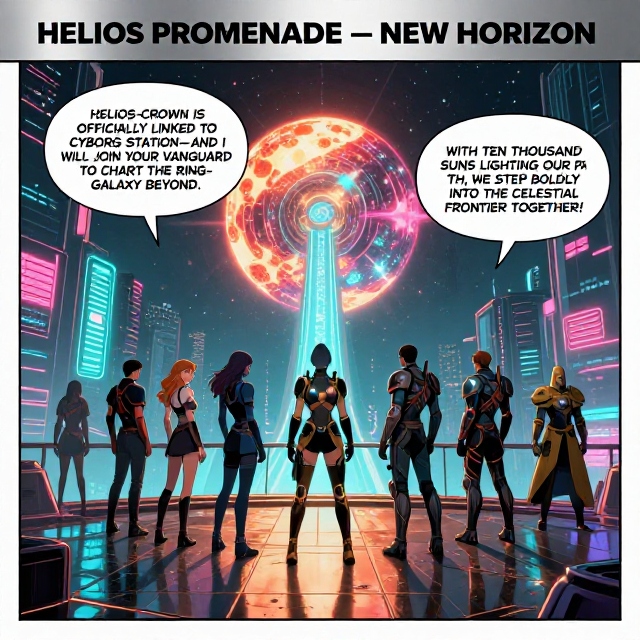 HELIOS PROMENADE — NEW HORIZON
HELIOS-CROWN IS
OFFICIALLY LINKED TO
CYBORG STATION—AND I
WILL JOIN YOUR VANGUARD
TO CHART THE RING-
GALAXY BEYOND.
WITH TEN THOUSAND
SUNS LIGHTING OUR PA
TH, WE STEP BOLDLY
INTO THE CELESTIAL
FRONTIER TOGETHER!